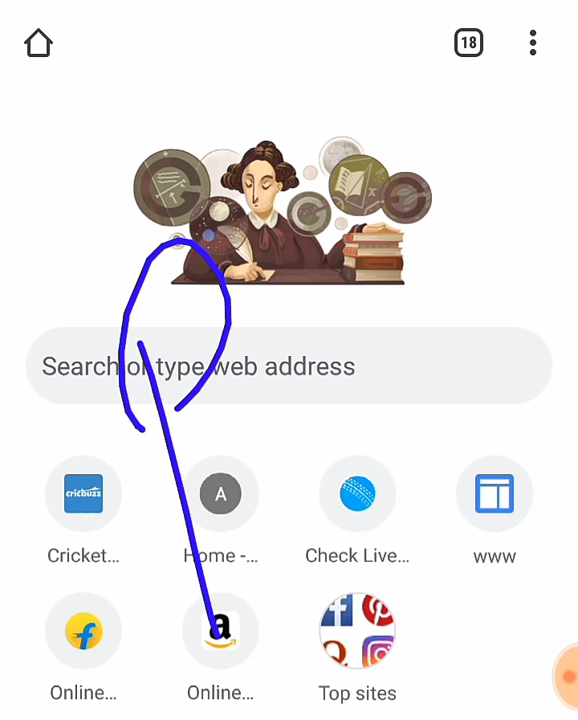 18
Search or type web address
cricbuzz
A
Cricket...
Home -...
Check Live...
www
f
a
f
Online...
Online...
Top sites